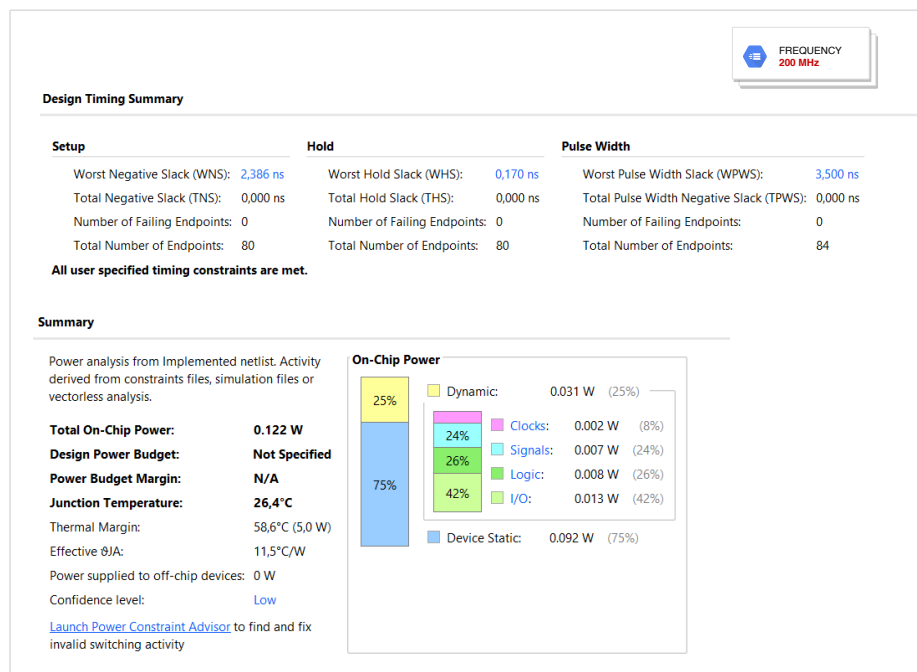 FREQUENCY
200 MHz
Design Timing Summary
Setup
Hold
Pulse Width
Worst Negative Slack (WNS): 2,386 ns
Worst Hold Slack (WHS): 0,170 ns
Worst Pulse Width Slack (WPWS): 3,500 ns
Total Negative Slack (TNS): 0,000 ns
Total Hold Slack (THS): 0,000 ns
Total Pulse Width Negative Slack (TPWS): 0,000 ns
Number of Failing Endpoints: 0
Number of Failing Endpoints: 0
Number of Failing Endpoints: 0
Total Number of Endpoints: 80
Total Number of Endpoints: 80
Total Number of Endpoints: 84
All user specified timing constraints are met.
Summary
Power analysis from Implemented netlist. Activity
derived from constraints files, simulation files or
vectorless analysis.
Total On-Chip Power: 0.122 W
Design Power Budget: Not Specified
Power Budget Margin: N/A
Junction Temperature: 26,4°C
Thermal Margin: 58,6°C (5,0 W)
Effective ϑJA: 11,5°C/W
Power supplied to off-chip devices: 0 W
Confidence level: Low
Launch Power Constraint Advisor to find and fix
invalid switching activity
On-Chip Power
25%
75%
Dynamic: 0.031 W (25%)
24%
26%
42%
Clocks: 0.002 W (8%)
Signals: 0.007 W (24%)
Logic: 0.008 W (26%)
I/O: 0.013 W (42%)
Device Static: 0.092 W (75%)